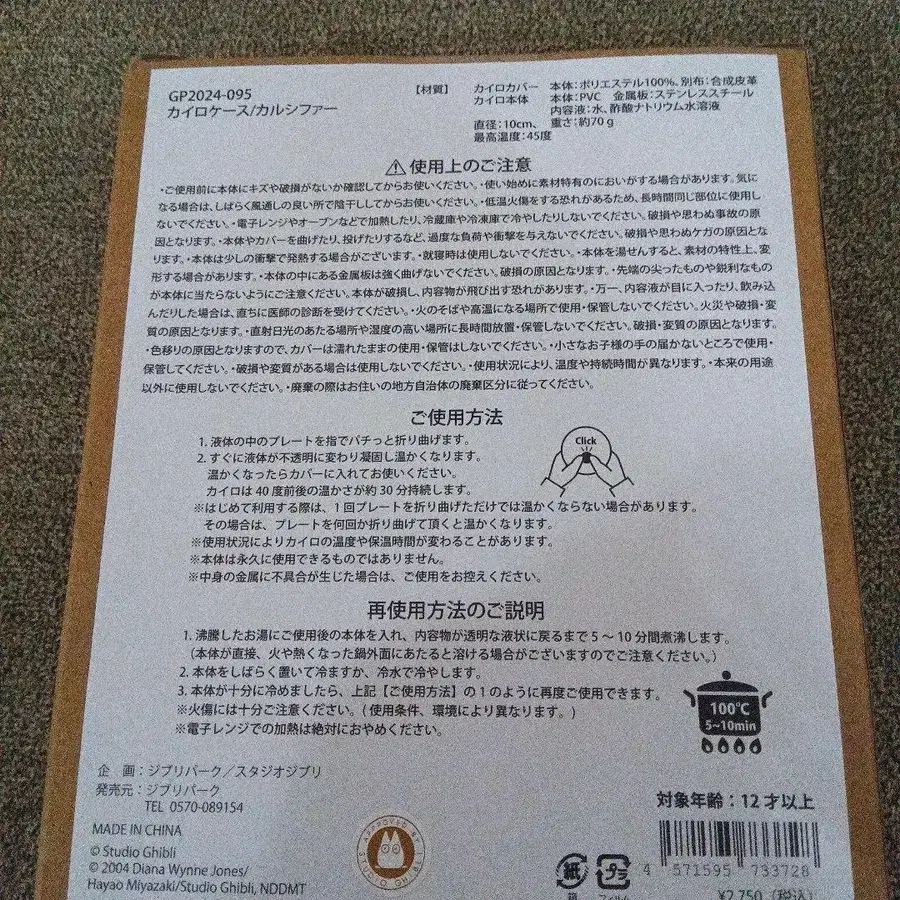 GP2024-095
カイロケース/カルシファー
【材質】 カイロカバー 本体:ポリエステル100%、別布:合成皮革
カイロ本体 本体:PVC 金属板:ステンレススチール
内容液:水、酢酸ナトリウム水溶液
直径:10cm、 重さ:約70g
最高温度:45度
⚠使用上のご注意
・ご使用前に本体にキズや破損がないか確認してからお使いください。・使い始めに素材特有のにおいがする場合があります。気に
なる場合は、しばらく風通しの良い所で陰干ししてからお使いください。・低温火傷をする恐れがあるため、長時間同じ部位に使用し
ないでください。・電子レンジやオーブンなどで加熱したり、冷蔵庫や冷凍庫で冷やしたりしないでください。破損や思わぬ事故の原
因となります。・本体やカバーを曲げたり、投げたりするなど、過度な負荷や衝撃を与えないでください。破損や思わぬケガの原因とな
ります。・本体は少しの衝撃で発熱する場合がございます。・就寝時は使用しないでください。・本体を湯せんすると、素材の特性上、変
形する場合があります。・本体の中にある金属板は強く曲げないでください。破損の原因となります。・先端の尖ったものや鋭利なもの
が本体に当たらないようにご注意ください。本体が破損し、内容物が飛び出す恐れがあります。・万一、内容液が目に入ったり、飲み込
んだりした場合は、直ちに医師の診断を受けてください。・火のそばや高温になる場所で使用・保管しないでください。火災や破損・変
質の原因となります。・直射日光のあたる場所や湿度の高い場所に長時間放置・保管しないでください。破損・変質の原因となります。
・色移りの原因となりますので、カバーは濡れたままの使用・保管はしないでください。・小さなお子様の手の届かないところで使用・
保管してください。・破損や変質がある場合は使用しないでください。・使用状況により、温度や持続時間が異なります。・本来の用途
以外に使用しないでください。・廃棄の際はお住いの地方自治体の廃棄区分に従ってください。
ご使用方法
1. 液体の中のプレートを指でパチっと折り曲げます。
2. すぐに液体が不透明に変わり凝固し温かくなります。
温かくなったらカバーに入れてお使いください。
カイロは 40 度前後の温かさが約 30 分持続します。
Click
※はじめて利用する際は、1 回プレートを折り曲げただけでは温かくならない場合があります。
その場合は、プレートを何回か折り曲げて頂くと温かくなります。
※使用状況によりカイロの温度や保温時間が変わることがあります。
※本体は永久に使用できるものではありません。
※中身の金属に不具合が生じた場合は、ご使用をお控えください。
再使用方法のご説明
1. 沸騰したお湯にご使用後の本体を入れ、内容物が透明な液状に戻るまで 5 ～ 10 分間煮沸します。
（本体が直接、火や熱くなった鍋外面にあたると溶ける場合がございますのでご注意ください。）
2. 本体をしばらく置いて冷ますか、冷水で冷やします。
3. 本体が十分に冷めましたら、上記【ご使用方法】の 1 のように再度ご使用できます。
※火傷には十分ご注意ください。( 使用条件、環境により異なります。)
※電子レンジでの加熱は絶対におやめください。
100℃
5~10min
企 画：ジブリパーク／スタジオジブリ
発売元：ジブリパーク
TEL 0570-089154
対象年齢：12 才以上
MADE IN CHINA
© Studio Ghibli
© 2004 Diana Wynne Jones/
Hayao Miyazaki/Studio Ghibli, NDDMT
APPROVED BY STUDIO GHIBLI
紙
箱
プラ
フィルム
4 571595 733728
¥2,750（税込）